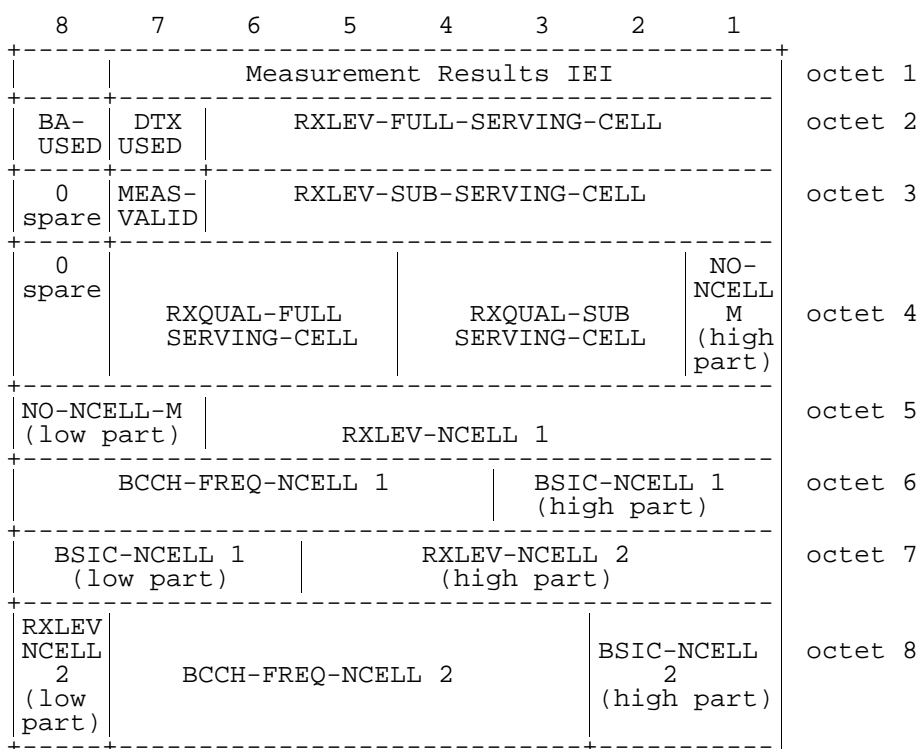 8 7 6 5 4 3 2 1
Measurement Results IEI octet 1
BA- DTX RXLEV-FULL-SERVING-CELL octet 2
USED USED
0 MEAS- RXLEV-SUB-SERVING-CELL octet 3
spare VALID
0 NO-
spare NCELL
RXQUAL-FULL RXQUAL-SUB M octet 4
SERVING-CELL SERVING-CELL (high
part)
NO-NCELL-M octet 5
(low part) RXLEV-NCELL 1
BCCH-FREQ-NCELL 1 BSIC-NCELL 1 octet 6
(high part)
BSIC-NCELL 1 RXLEV-NCELL 2 octet 7
(low part) (high part)
RXLEV
NCELL BSIC-NCELL octet 8
2 BCCH-FREQ-NCELL 2 2
(low (high part)
part)